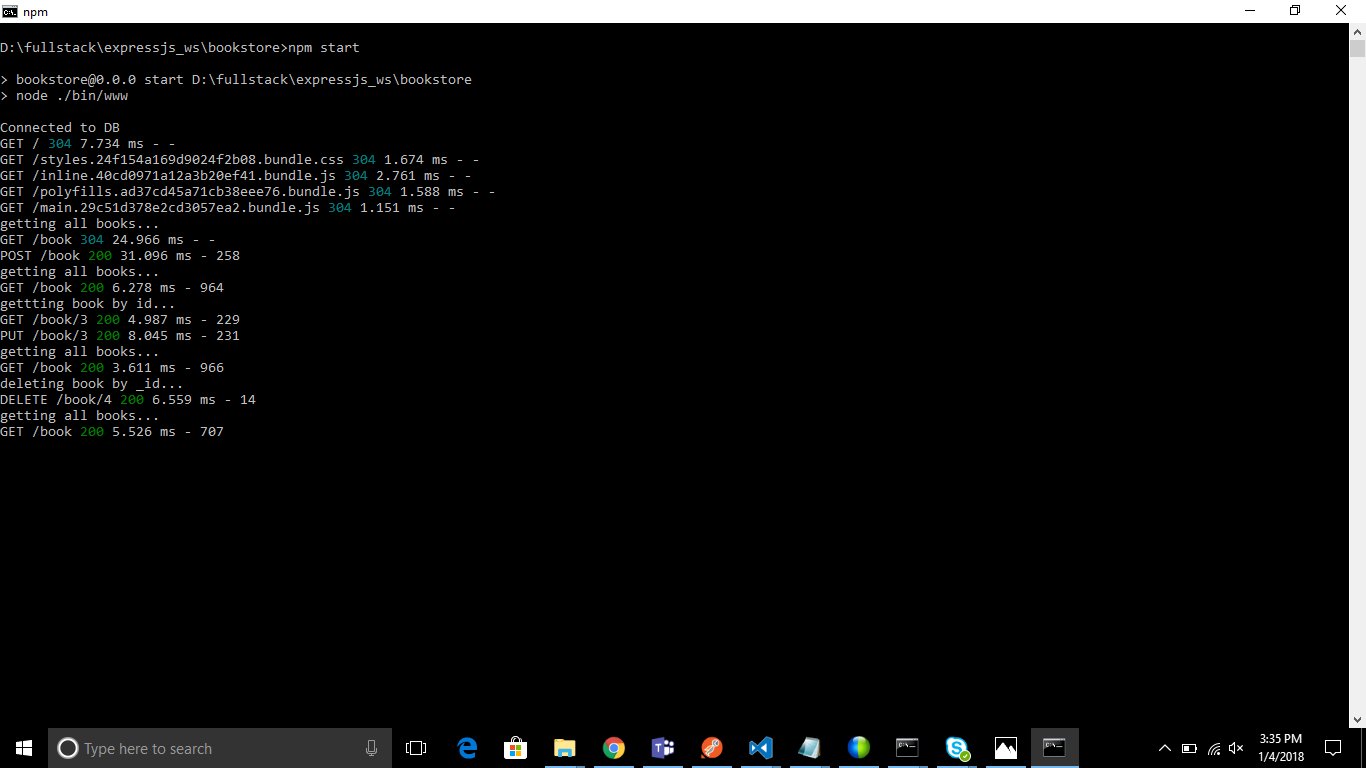 npm
D:\fullstack\expressjs_ws\bookstore>npm start
> bookstore@0.0.0 start D:\fullstack\expressjs_ws\bookstore
> node ./bin/www
Connected to DB
GET / 304 7.734 ms - -
GET /styles.24f154a169d9024f2b08.bundle.css 304 1.674 ms - -
GET /inline.40cd0971a12a3b20ef41.bundle.js 304 2.761 ms - -
GET /polyfills.ad37cd45a71cb38eee76.bundle.js 304 1.588 ms - -
GET /main.29c51d378e2cd3057ea2.bundle.js 304 1.151 ms - -
getting all books...
GET /book 304 24.966 ms - -
POST /book 200 31.096 ms - 258
getting all books...
GET /book 200 6.278 ms - 964
gettting book by id...
GET /book/3 200 4.987 ms - 229
PUT /book/3 200 8.045 ms - 231
getting all books...
GET /book 200 3.611 ms - 966
deleting book by _id...
DELETE /book/4 200 6.559 ms - 14
getting all books...
GET /book 200 5.526 ms - 707
Type here to search
3:35 PM
1/4/2018